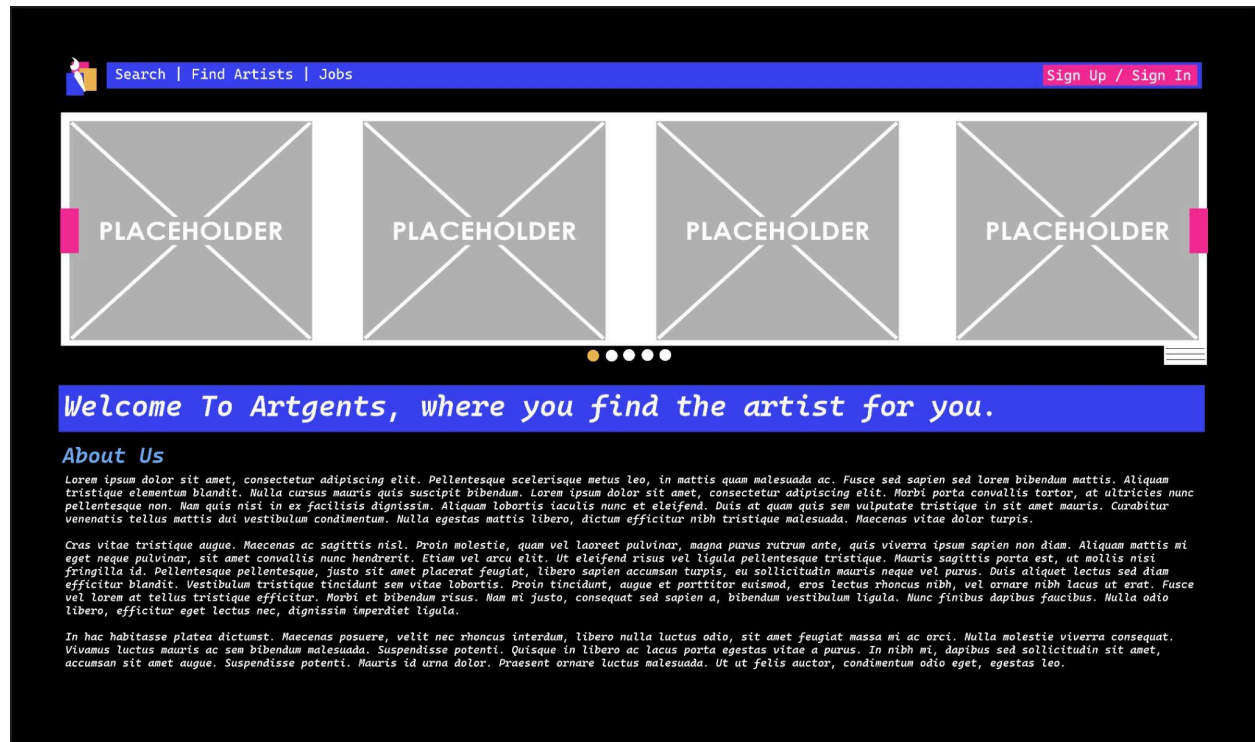 Search | Find Artists | Jobs
Sign Up / Sign In
PLACEHOLDER
PLACEHOLDER
PLACEHOLDER
PLACEHOLDER
Welcome To Artgents, where you find the artist for you.
About Us
Lorem ipsum dolor sit amet, consectetur adipiscing elit. Pellentesque scelerisque metus leo, in mattis quam malesuada ac. Fusce sed sapien sed lorem bibendum mattis. Aliquam
tristique elementum blandit. Nulla cursus mauris quis suscipit bibendum. Lorem ipsum dolor sit amet, consectetur adipiscing elit. Morbi porta convallis tortor, at ultricies nunc
pellentesque non. Nam quis nisi in ex facilisis dignissim. Aliquam lobortis iaculis nunc et eleifend. Duis at quam quis sem vulputate tristique in sit amet mauris. Curabitur
venenatis tellus mattis dui vestibulum condimentum. Nulla egestas mattis libero, dictum efficitur nibh tristique malesuada. Maecenas vitae dolor turpis.
Cras vitae tristique augue. Maecenas ac sagittis nisl. Proin molestie, quam vel laoreet pulvinar, magna purus rutrum ante, quis viverra ipsum sapien non diam. Aliquam mattis mi
eget neque pulvinar, sit amet convallis nunc hendrerit. Etiam vel arcu elit. Ut eleifend risus vel ligula pellentesque tristique. Mauris sagittis porta est, ut mollis nisi
fringilla id. Pellentesque pellentesque, justo sit amet placerat feugiat, libero sapien accumsan turpis, eu sollicitudin mauris neque vel purus. Duis aliquet lectus sed diam
efficitur blandit. Vestibulum tristique tincidunt sem vitae lobortis. Proin tincidunt, augue et porttitor euismod, eros lectus rhoncus nibh, vel ornare nibh lacus ut erat. Fusce
vel lorem at tellus tristique efficitur. Morbi et bibendum risus. Nam mi justo, consequat sed sapien a, bibendum vestibulum ligula. Nunc finibus dapibus faucibus. Nulla odio
libero, efficitur eget lectus nec, dignissim imperdiet ligula.
In hac habitasse platea dictumst. Maecenas posuere, velit nec rhoncus interdum, libero nulla luctus odio, sit amet feugiat massa mi ac orci. Nulla molestie viverra consequat.
Vivamus luctus mauris ac sem bibendum malesuada. Suspendisse potenti. Quisque in libero ac lacus porta egestas vitae a purus. In nibh mi, dapibus sed sollicitudin sit amet,
accumsan sit amet augue. Suspendisse potenti. Mauris id urna dolor. Praesent ornare luctus malesuada. Ut ut felis auctor, condimentum odio eget, egestas leo.